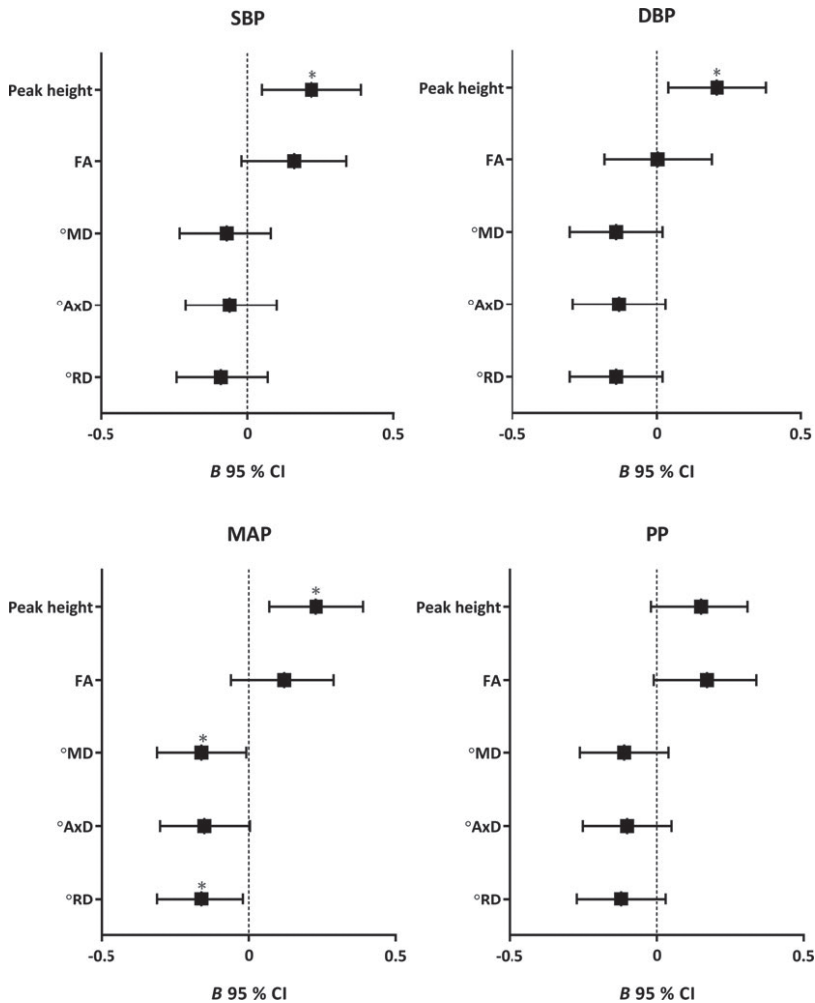 SBP
Peak height
*
FA
°MD
°AxD
°RD
-0.5 0 0.5
B 95 % CI
DBP
Peak height
*
FA
°MD
°AxD
°RD
-0.5 0 0.5
B 95 % CI
MAP
Peak height
*
FA
°MD
*
°AxD
°RD
*
-0.5 0 0.5
B 95 % CI
PP
Peak height
FA
°MD
°AxD
°RD
-0.5 0 0.5
B 95 % CI